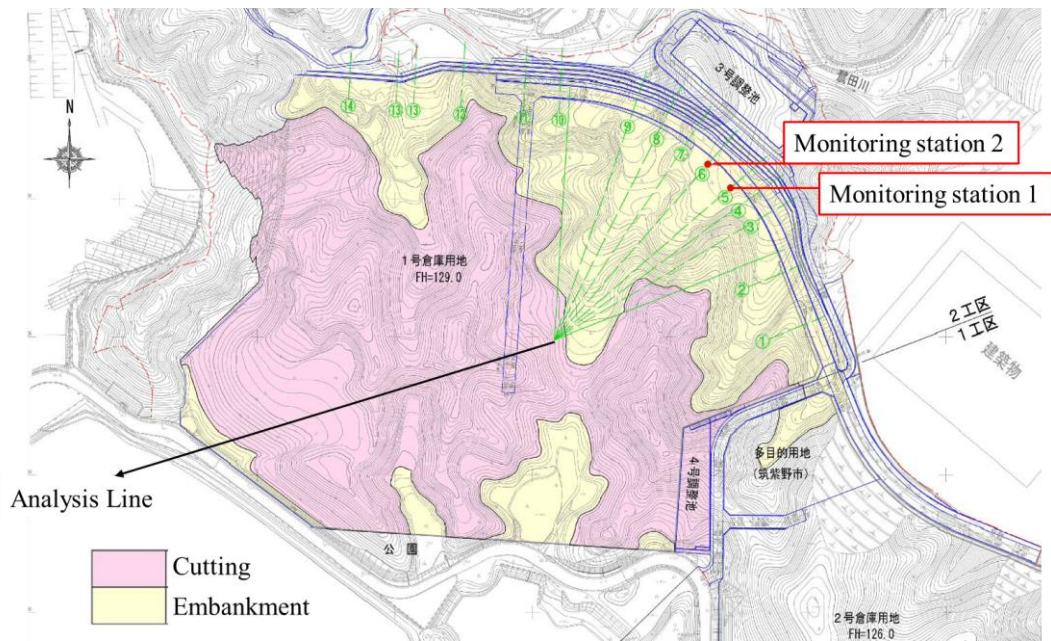 N
⑭
⑬
⑬
⑫
⑪
⑩
⑨
⑧
⑦
⑥
⑤
④
③
②
①
3号調整池
鷺田川
Monitoring station 2
Monitoring station 1
1号倉庫用地
FH=129.0
2工区
1工区
建築物
多目的用地
(筑紫野市)
4号調整池
Analysis Line
公園
Cutting
Embankment
2号倉庫用地
FH=126.0